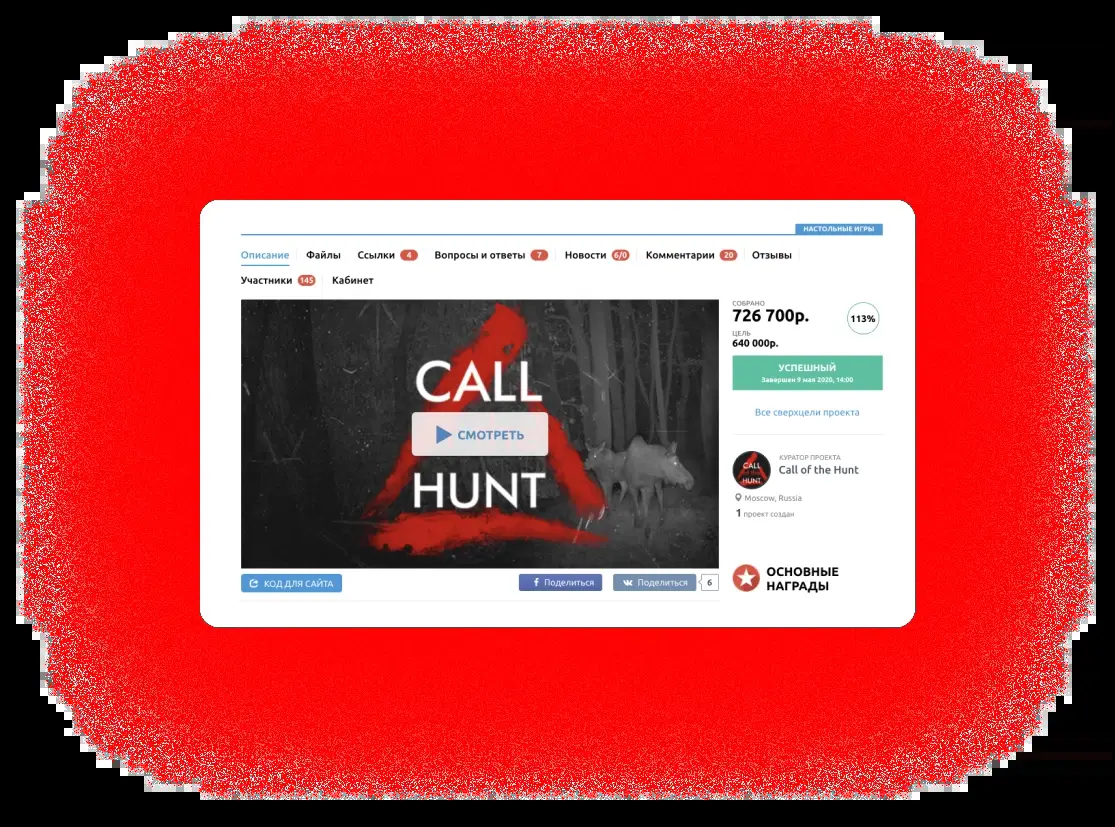 НАСТОЛЬНЫЕ ИГРЫ
Описание Файлы Ссылки 4 Вопросы и ответы 7 Новости 6/0 Комментарии 20 Отзывы
Участники 145 Кабинет
CALL
СМОТРЕТЬ
HUNT
КОД ДЛЯ САЙТА
Поделиться Поделиться 6
СОБРАНО
726 700р.
113%
ЦЕЛЬ
640 000р.
УСПЕШНЫЙ
Завершен 9 мая 2020, 14:00
Все сверхцели проекта
CALL
HUNT
КУРАТОР ПРОЕКТА
Call of the Hunt
Moscow, Russia
1 проект создан
ОСНОВНЫЕ
НАГРАДЫ